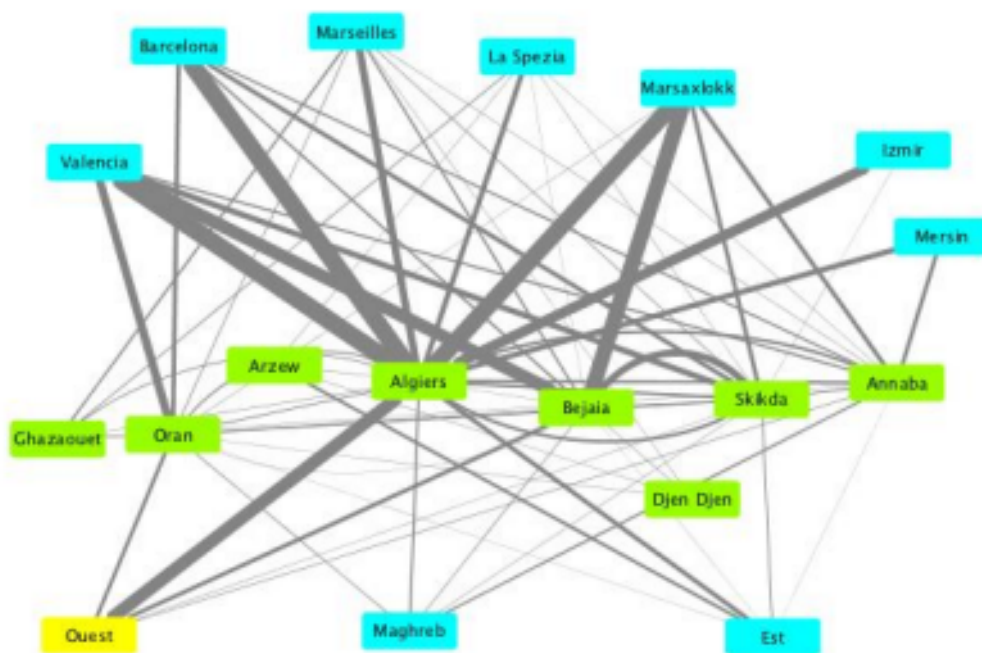 Barcelona
Marseilles
La Spezia
Marsaxlokk
Izmir
Valencia
Mersin
Arzew
Algiers
Bejaia
Skikda
Annaba
Ghazaouet
Oran
Djen Djen
Ouest
Maghreb
Est